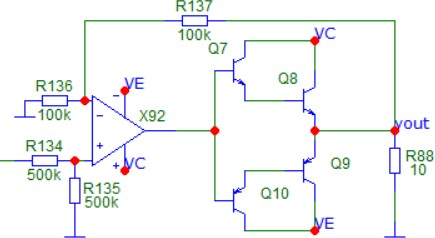 R137
100k
Q7
VC
R136
100k
VE
X92
Q8
vout
R134
500k
VC
R135
500k
Q10
Q9
R88
10
VE